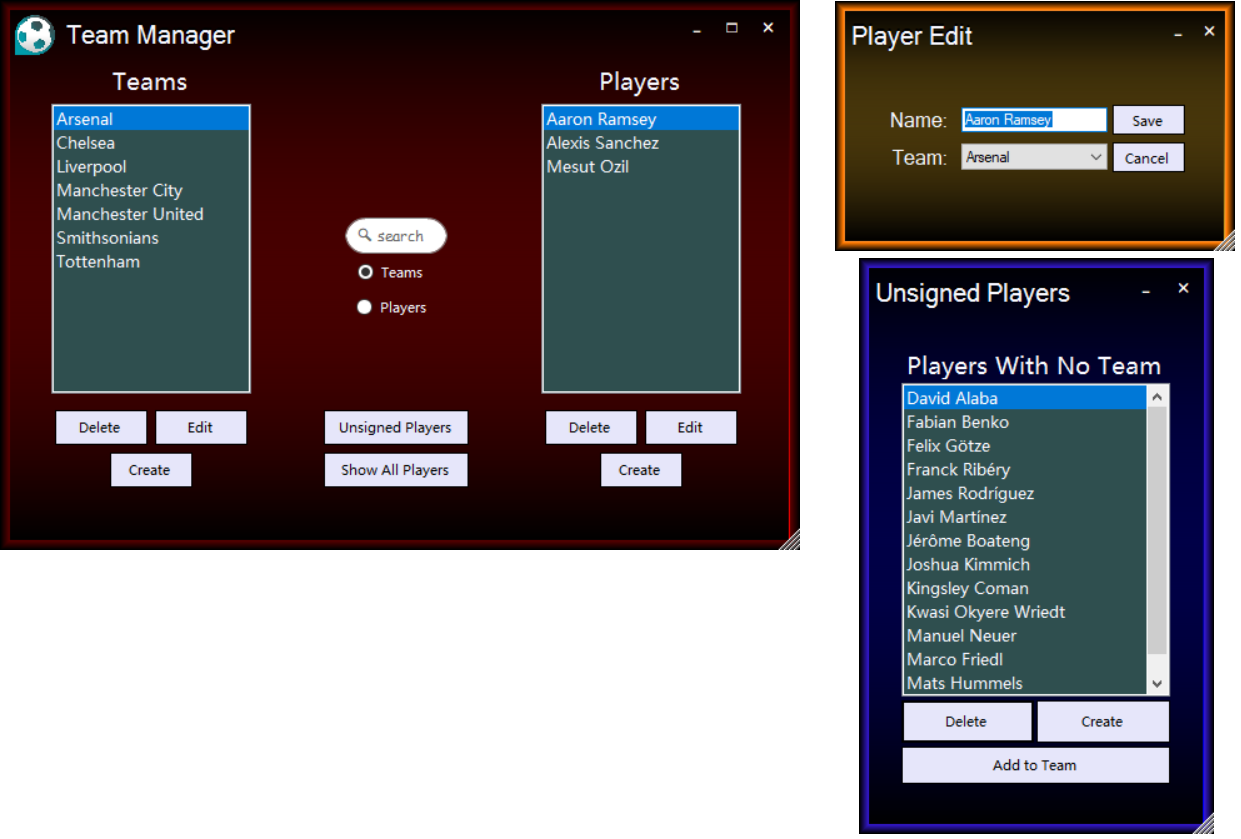 Team Manager
Teams
Arsenal
Chelsea
Liverpool
Manchester City
Manchester United
Smithsonians
Tottenham
Delete
Edit
Create
search
Teams
Players
Unsigned Players
Show All Players
Players
Aaron Ramsey
Alexis Sanchez
Mesut Ozil
Delete
Edit
Create
Player Edit
Name: Aaron Ramsey Save
Team: Arsenal Cancel
Unsigned Players
Players With No Team
David Alaba
Fabian Benko
Felix Götze
Franck Ribéry
James Rodríguez
Javi Martínez
Jérôme Boateng
Joshua Kimmich
Kingsley Coman
Kwasi Okyere Wriedt
Manuel Neuer
Marco Friedl
Mats Hummels
Delete
Create
Add to Team